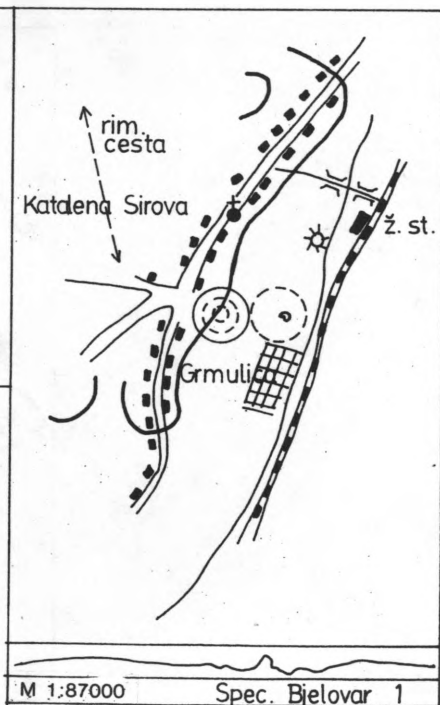 rim.
cesta
Katalena Sirova
ž. st.
Grmulica
M 1:87000 Spec. Bjelovar 1